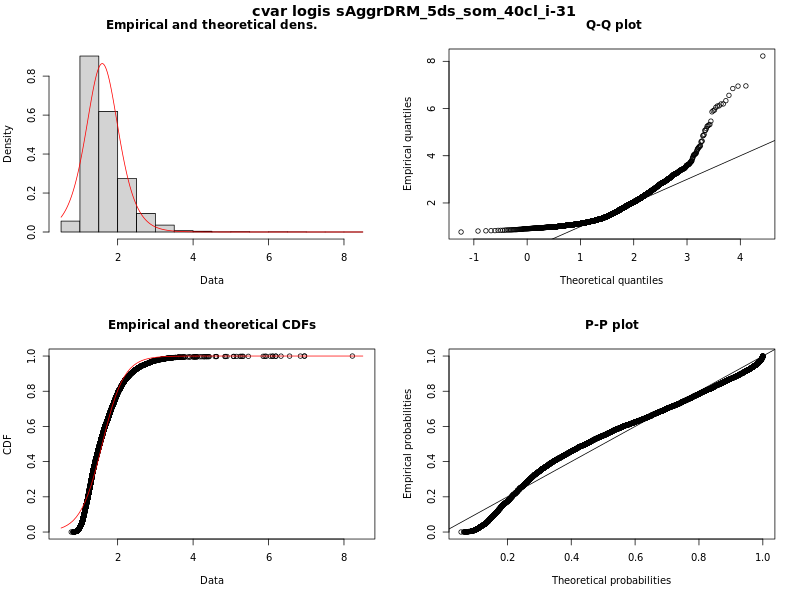 cvar logis sAggrDRM_5ds_som_40cl_i-31
Empirical and theoretical dens.
Density
0.0 0.2 0.4 0.6 0.8
2 4 6 8
Data
Q-Q plot
Empirical quantiles
2 4 6 8
-1 0 1 2 3 4
Theoretical quantiles
Empirical and theoretical CDFs
CDF
0.0 0.2 0.4 0.6 0.8 1.0
2 4 6 8
Data
P-P plot
Empirical probabilities
0.0 0.2 0.4 0.6 0.8 1.0
0.2 0.4 0.6 0.8 1.0
Theoretical probabilities